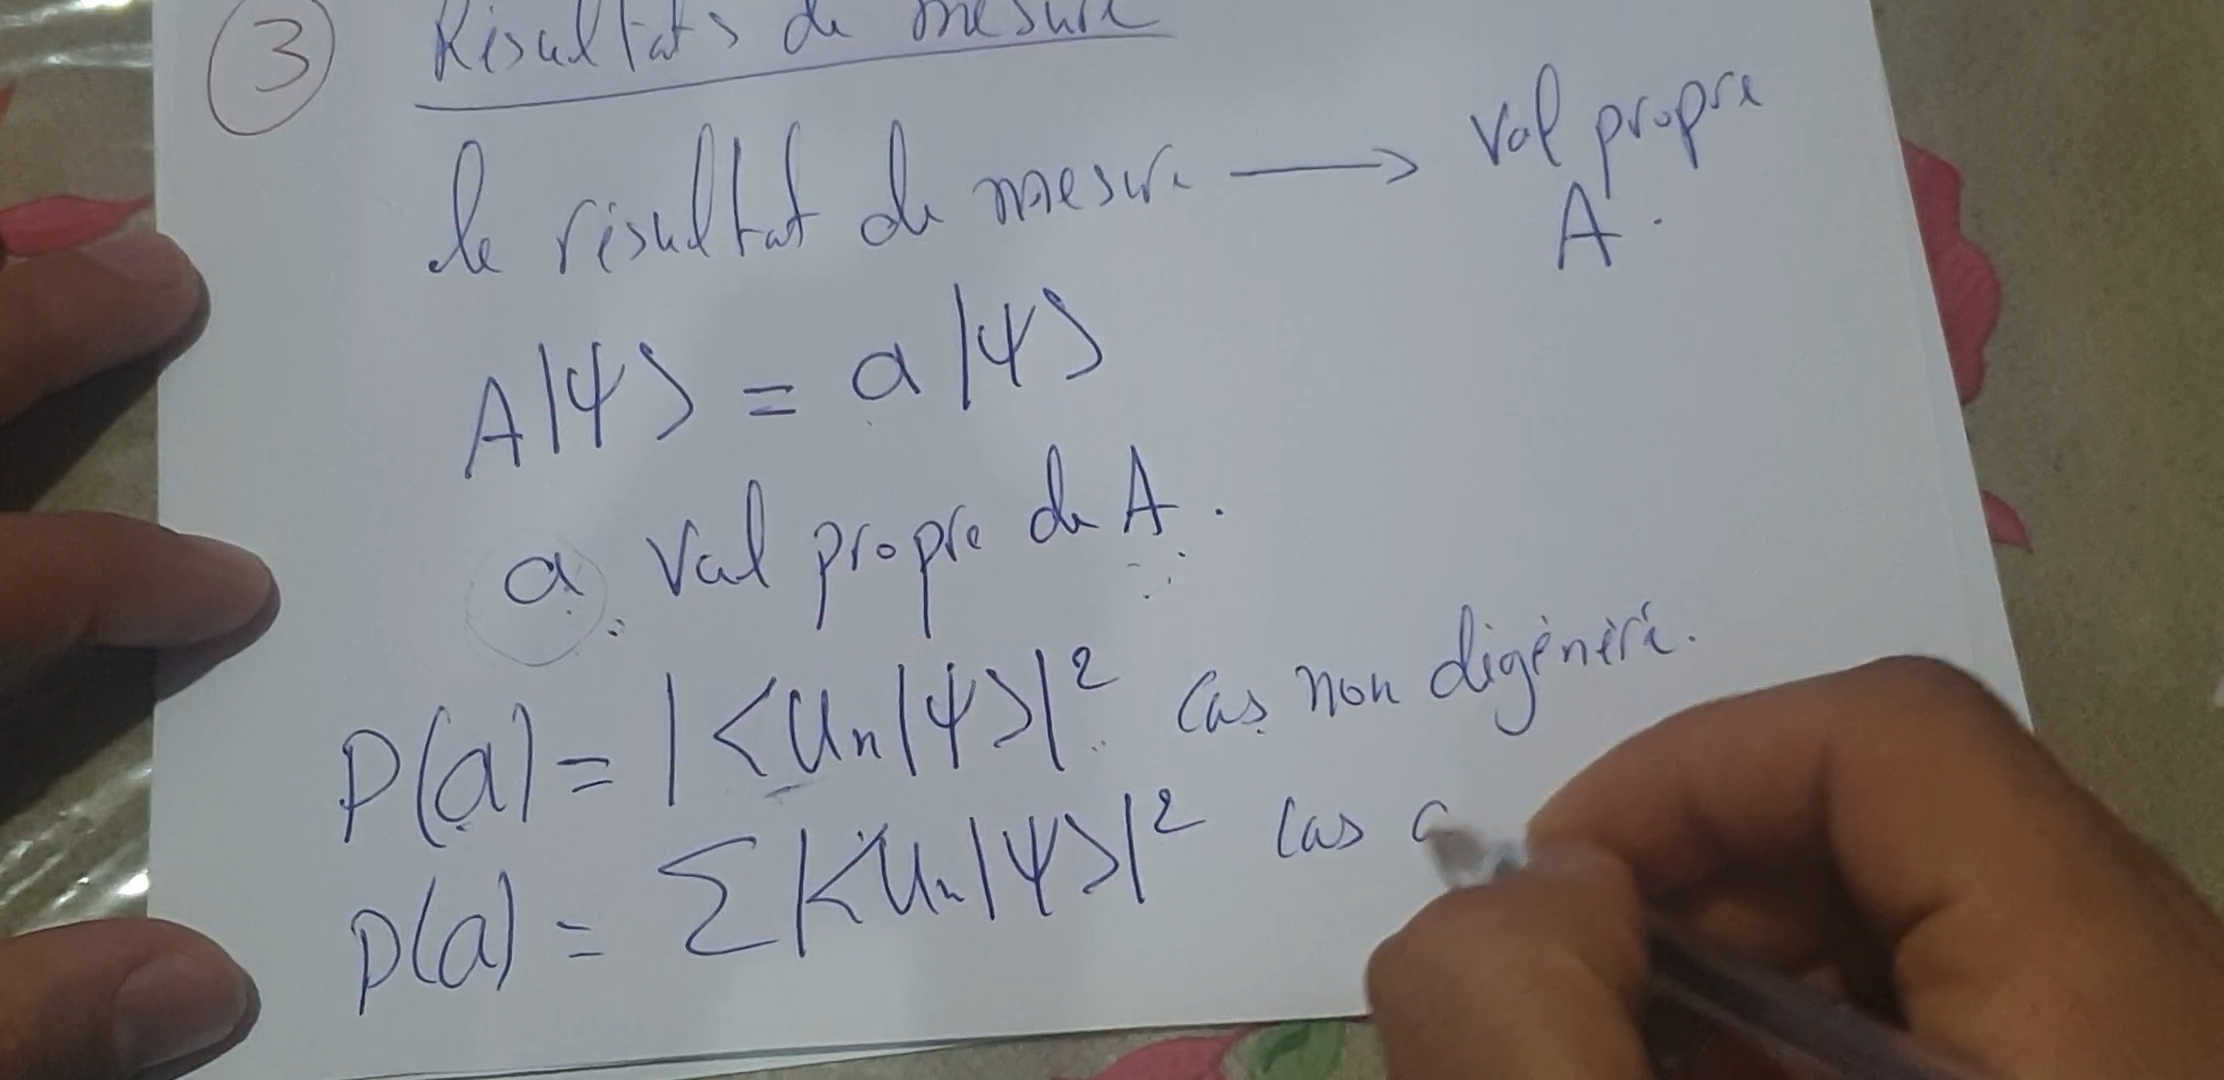 3 Résultats de mesure
le résultat de mesure → val propre
A.
A|Ψ> = a|Ψ>
a val propre de A.
P(a) = |<Un|Ψ>|² Cas non dégénéré.
P(a) = Σ|<Un|Ψ>|² Cas